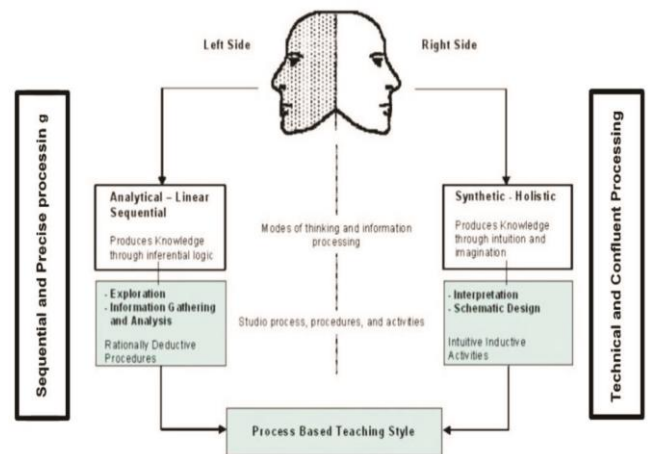 Left Side
Right Side
Sequential and Precise processin g
Analytical – Linear
Sequential
Produces Knowledge
through inferential logic
- Exploration
- Information Gathering
and Analysis
Rationally Deductive
Procedures
Modes of thinking and information
processing
Studio process, procedures, and activities
Synthetic - Holistic
Produces Knowledge
through intuition and
imagination
- Interpretation
- Schematic Design
Intuitive Inductive
Activities
Technical and Confluent Processing
Process Based Teaching Style